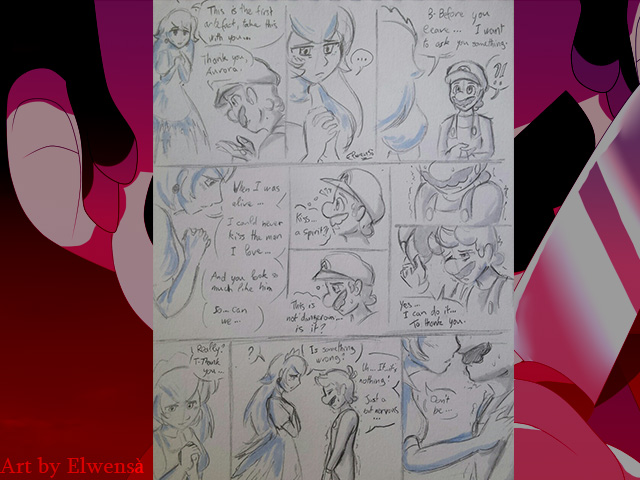 This is the first
artefact, take this
with you...
Thank you,
Aurora.
...
B-Before you
leave... I want
to ask you something.
?!
When I was
alive...
I could never
kiss the man
I love...
And you look so
much like him
So... can
we...
Kiss...
a spirit?
This is
not dangerous...
is it?
Yes...
I can do it...
To thank you.
Really?
T-Thank
you...
?
Is something
wrong?
Uh... It's
nothing!
Just a
bit nervous
...
Don't
be...
Art by Elwensà